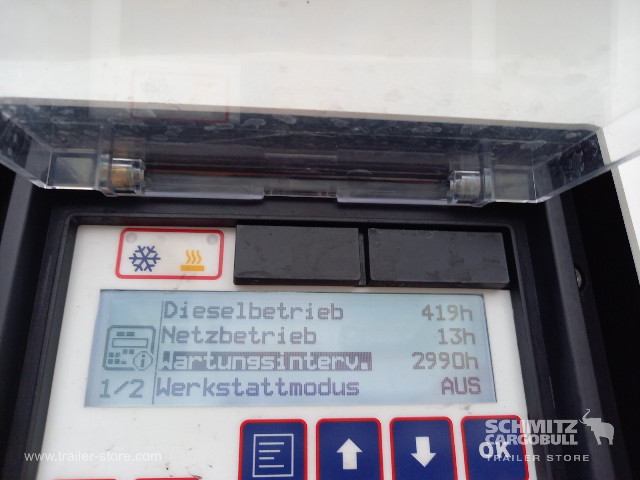 Dieselbetrieb 419h
Netzbetrieb 13h
Wartungsinterv. 2990h
1/2 Werkstattmodus AUS
OK
SCHMITZ
CARGOBULL
TRAILER STORE
www.trailer-store.com